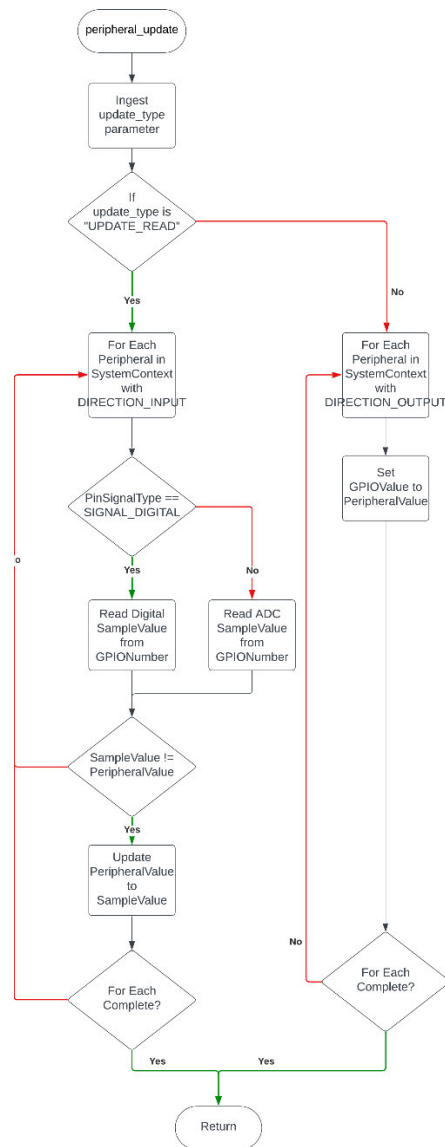 peripheral_update
Ingest
update_type
parameter
If
update_type is
"UPDATE_READ"
Yes
No
For Each
Peripheral in
SystemContext
with
DIRECTION_INPUT
For Each
Peripheral in
SystemContext
with
DIRECTION_OUTPUT
PinSignalType ==
SIGNAL_DIGITAL
Set
GPIOValue to
PeripheralValue
o
Yes
No
Read Digital
SampleValue
from
GPIONumber
Read ADC
SampleValue
from
GPIONumber
SampleValue !=
PeripheralValue
Yes
Update
PeripheralValue
to
SampleValue
No
For Each
Complete?
For Each
Complete?
Yes
Yes
Return